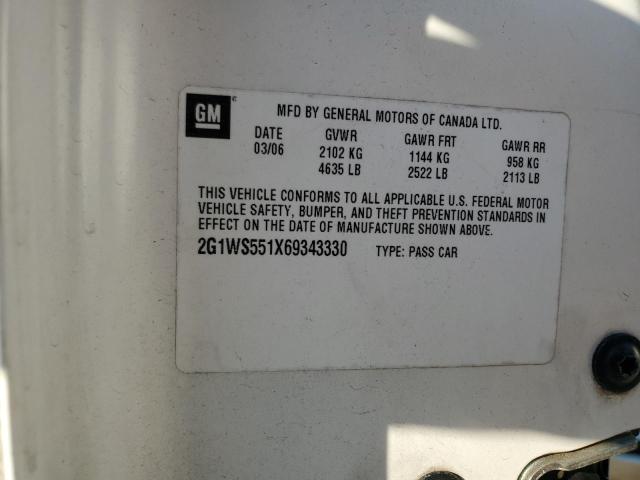 GM
MFD BY GENERAL MOTORS OF CANADA LTD.
DATE GVWR GAWR FRT GAWR RR
03/06 2102 KG 1144 KG 958 KG
4635 LB 2522 LB 2113 LB
THIS VEHICLE CONFORMS TO ALL APPLICABLE U.S. FEDERAL MOTOR
VEHICLE SAFETY, BUMPER, AND THEFT PREVENTION STANDARDS IN
EFFECT ON THE DATE OF MANUFACTURE SHOWN ABOVE.
2G1WS551X69343330 TYPE: PASS CAR